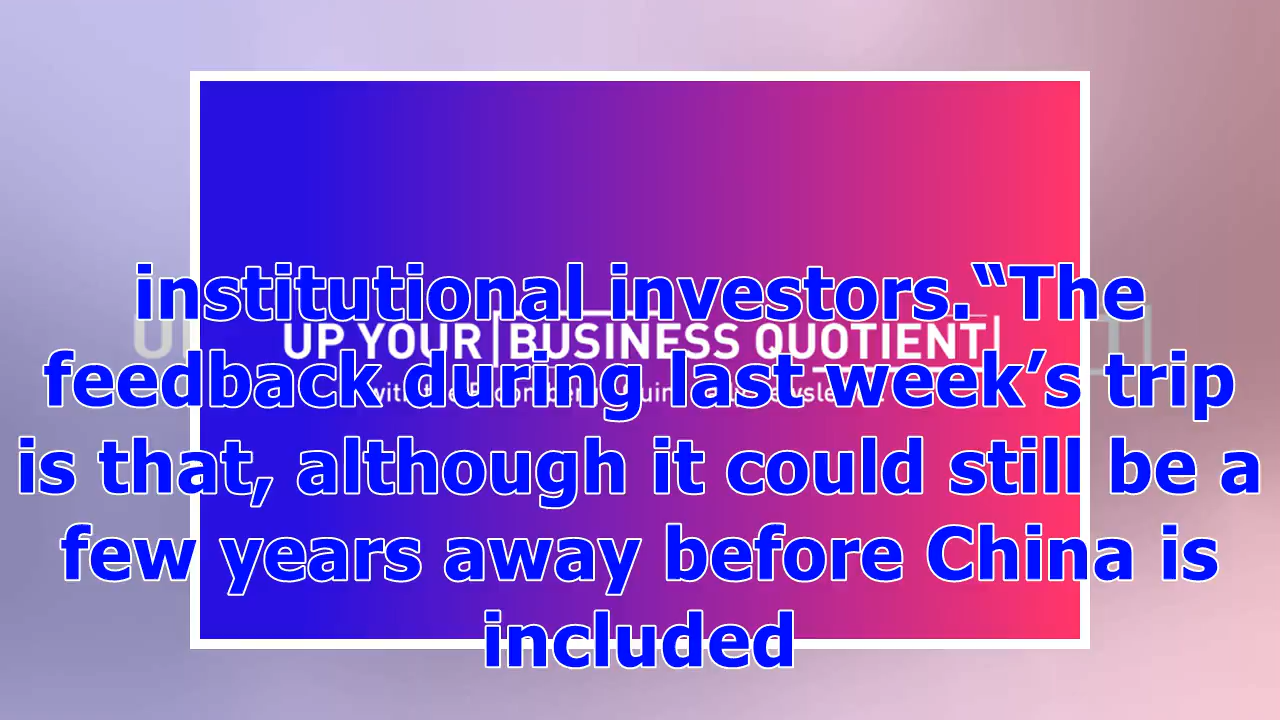 institutional investors.“The
UP YOUR BUSINESS QUOTIENT
feedback during last week’s trip
is that, although it could still be a
few years away before China is
included